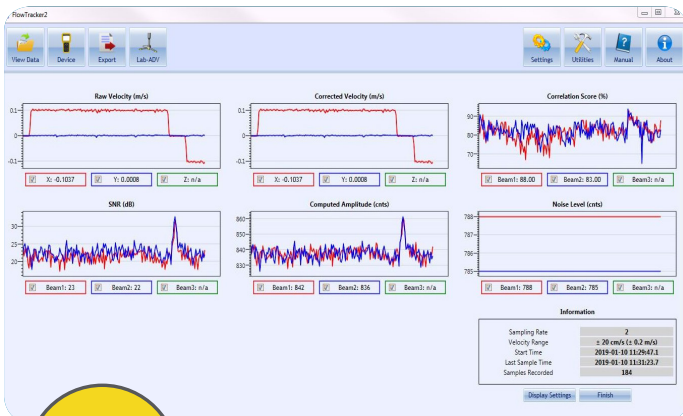 FlowTracker2
View Data Device Export Lab-ADV Settings Utilities Manual About
Raw Velocity (m/s) Corrected Velocity (m/s) Correlation Score (%)
0.1 0.1 90
0 0 80
-0.1 -0.1 70
X: -0.1037 Y: 0.0008 Z: n/a X: -0.1037 Y: 0.0008 Z: n/a Beam1: 88.00 Beam2: 83.00 Beam3: n/a
SNR (dB) Computed Amplitude (cnts) Noise Level (cnts)
30 860 788
25 850 787
20 840 786
830 785
Beam1: 23 Beam2: 22 Beam3: n/a Beam1: 842 Beam2: 836 Beam3: n/a Beam1: 788 Beam2: 785 Beam3: n/a
Information
Sampling Rate 2
Velocity Range ± 20 cm/s (± 0.2 m/s)
Start Time 2019-01-10 11:29:47.1
Last Sample Time 2019-01-10 11:31:23.7
Samples Recorded 184
Display Settings Finish